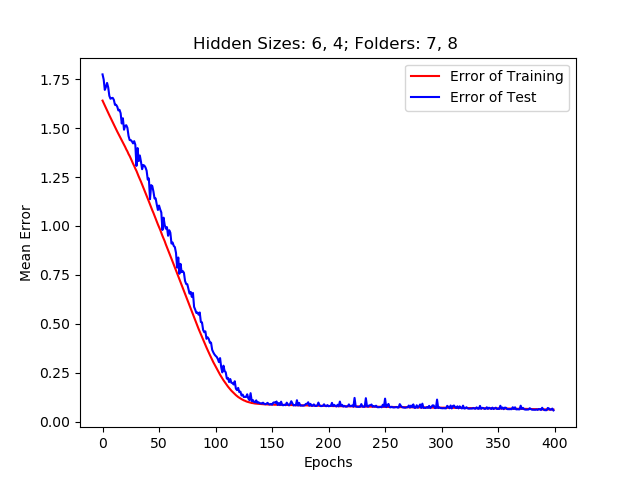 Hidden Sizes: 6, 4; Folders: 7, 8
Error of Training
Error of Test
Mean Error
1.75
1.50
1.25
1.00
0.75
0.50
0.25
0.00
0 50 100 150 200 250 300 350 400
Epochs